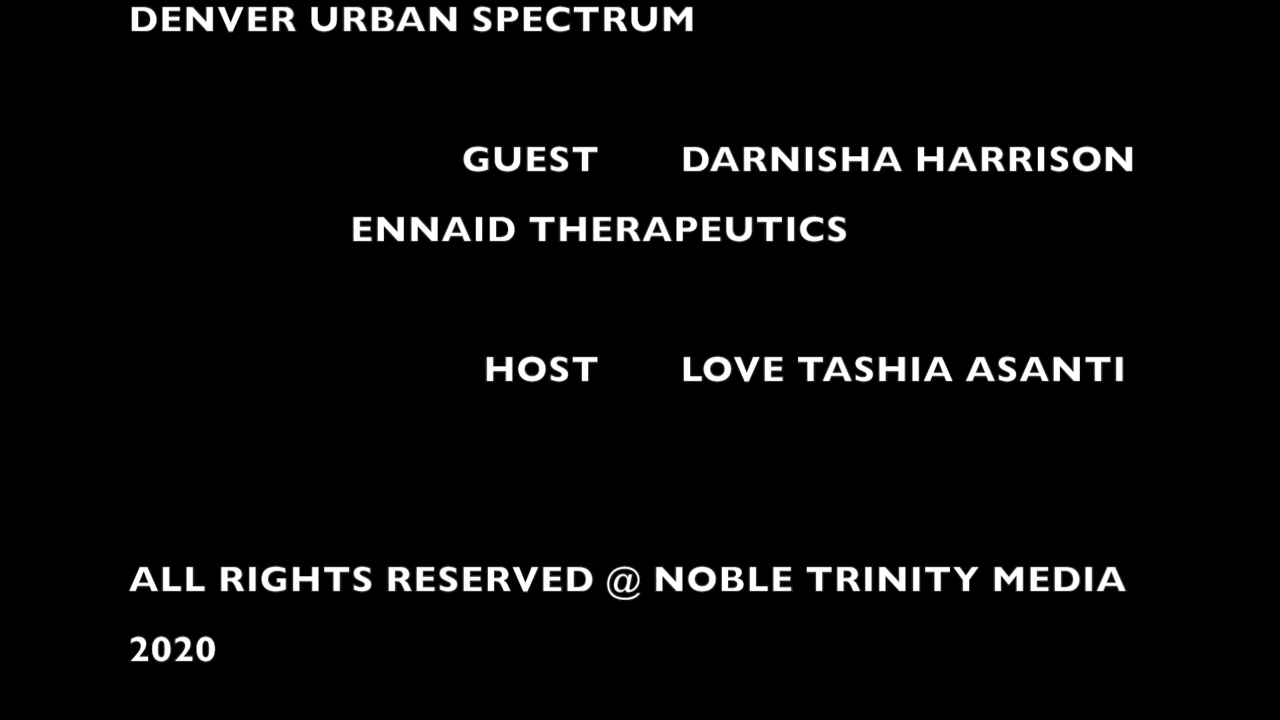 DENVER URBAN SPECTRUM
GUEST DARNISHA HARRISON
ENNAID THERAPEUTICS
HOST LOVE TASHIA ASANTI
ALL RIGHTS RESERVED @ NOBLE TRINITY MEDIA
2020